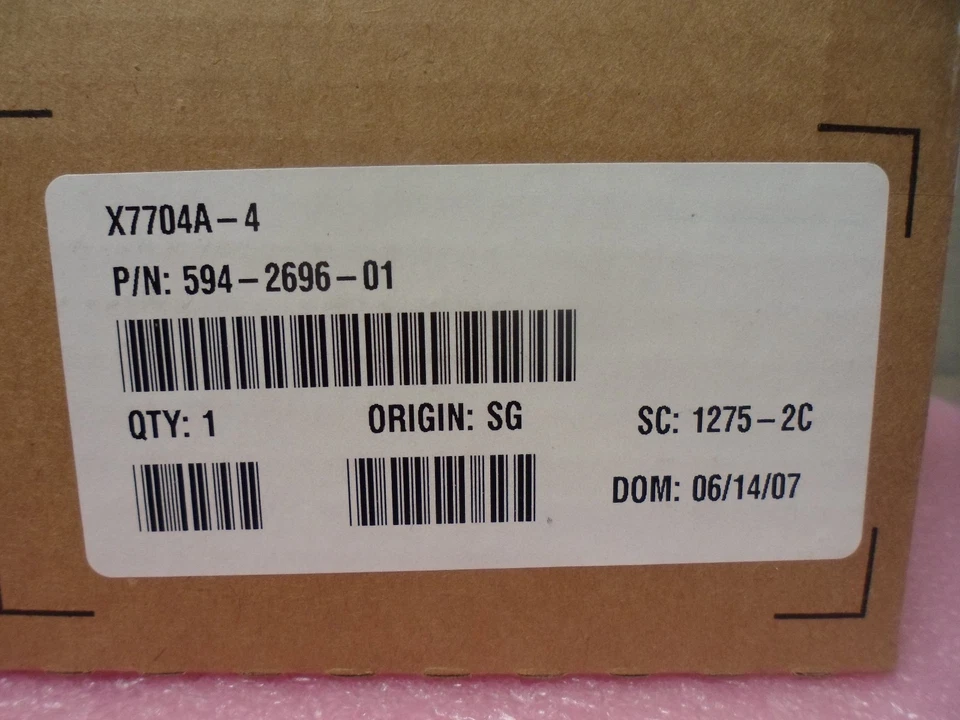 X7704A-4
P/N: 594-2696-01
QTY: 1 ORIGIN: SG SC: 1275-2C
DOM: 06/14/07